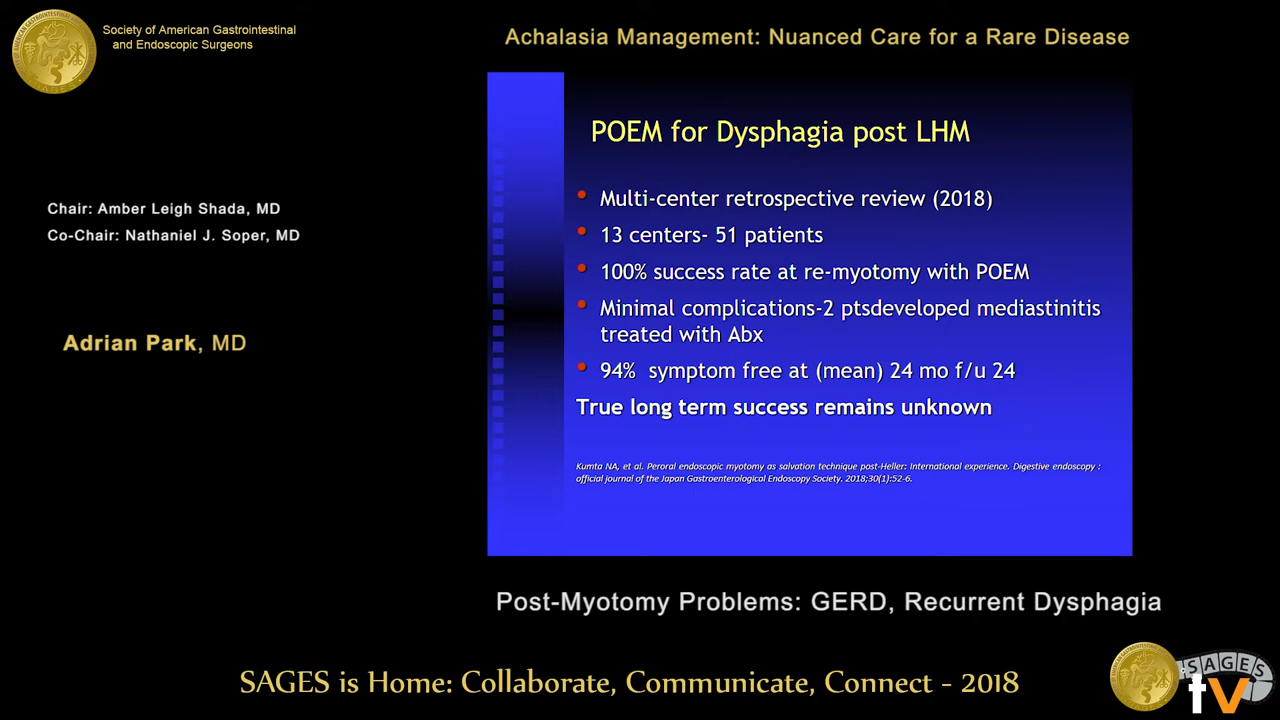 Society of American Gastrointestinal
and Endoscopic Surgeons
Achalasia Management: Nuanced Care for a Rare Disease
Chair: Amber Leigh Shada, MD
Co-Chair: Nathaniel J. Soper, MD
Adrian Park, MD
POEM for Dysphagia post LHM
• Multi-center retrospective review (2018)
• 13 centers- 51 patients
• 100% success rate at re-myotomy with POEM
• Minimal complications-2 ptsdeveloped mediastinitis
treated with Abx
• 94% symptom free at (mean) 24 mo f/u 24
True long term success remains unknown
Kumta NA, et al. Peroral endoscopic myotomy as salvation technique post-Heller: International experience. Digestive endoscopy :
official journal of the Japan Gastroenterological Endoscopy Society. 2018;30(1):52-6.
Post-Myotomy Problems: GERD, Recurrent Dysphagia
SAGES is Home: Collaborate, Communicate, Connect - 2018
SAGES
tv